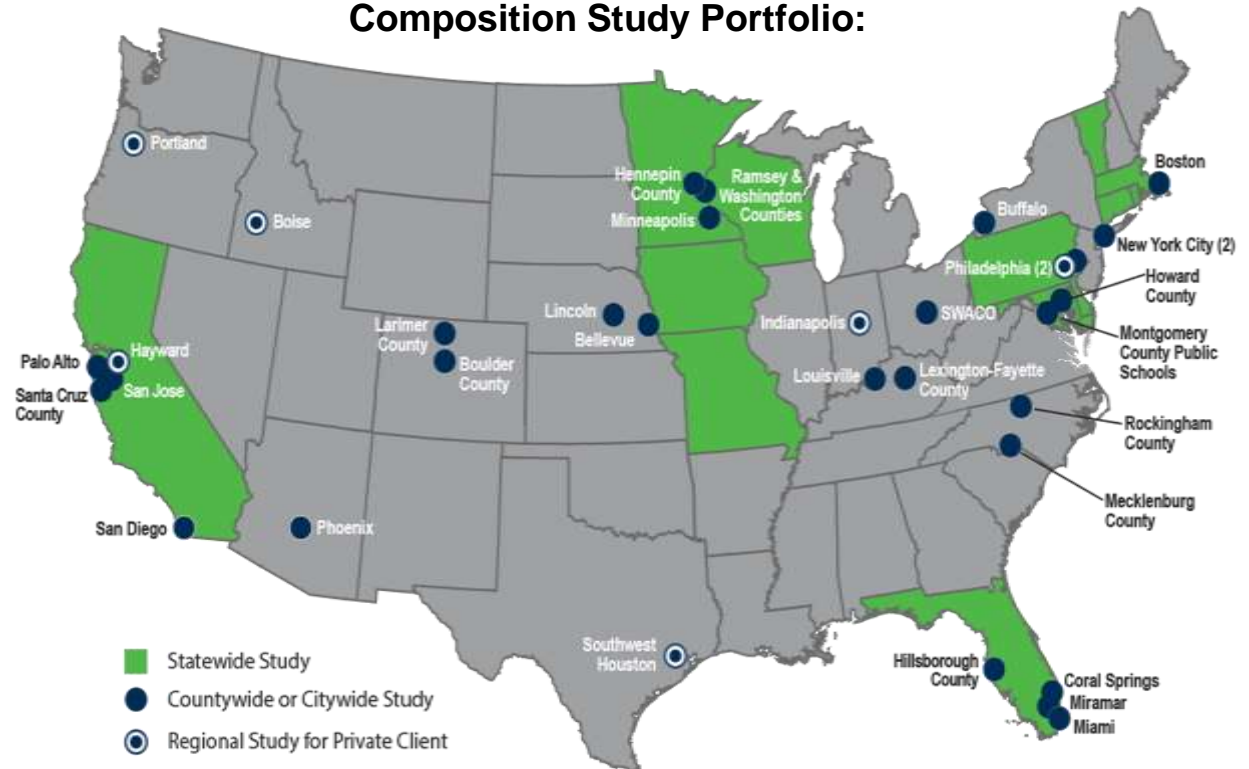 Composition Study Portfolio:
Portland
Boise
Hennepin
County
Minneapolis
Ramsey &
Washington
Counties
Boston
Buffalo
New York City (2)
Philadelphia (2)
Howard
County
Montgomery
County Public
Schools
Lincoln
Bellevue
Indianapolis
SWACO
Larimer
County
Boulder
County
Louisville
Lexington-Fayette
County
Palo Alto
Hayward
San Jose
Santa Cruz
County
Rockingham
County
Mecklenburg
County
San Diego
Phoenix
Southwest
Houston
Hillsborough
County
Coral Springs
Miramar
Miami
Statewide Study
Countywide or Citywide Study
Regional Study for Private Client